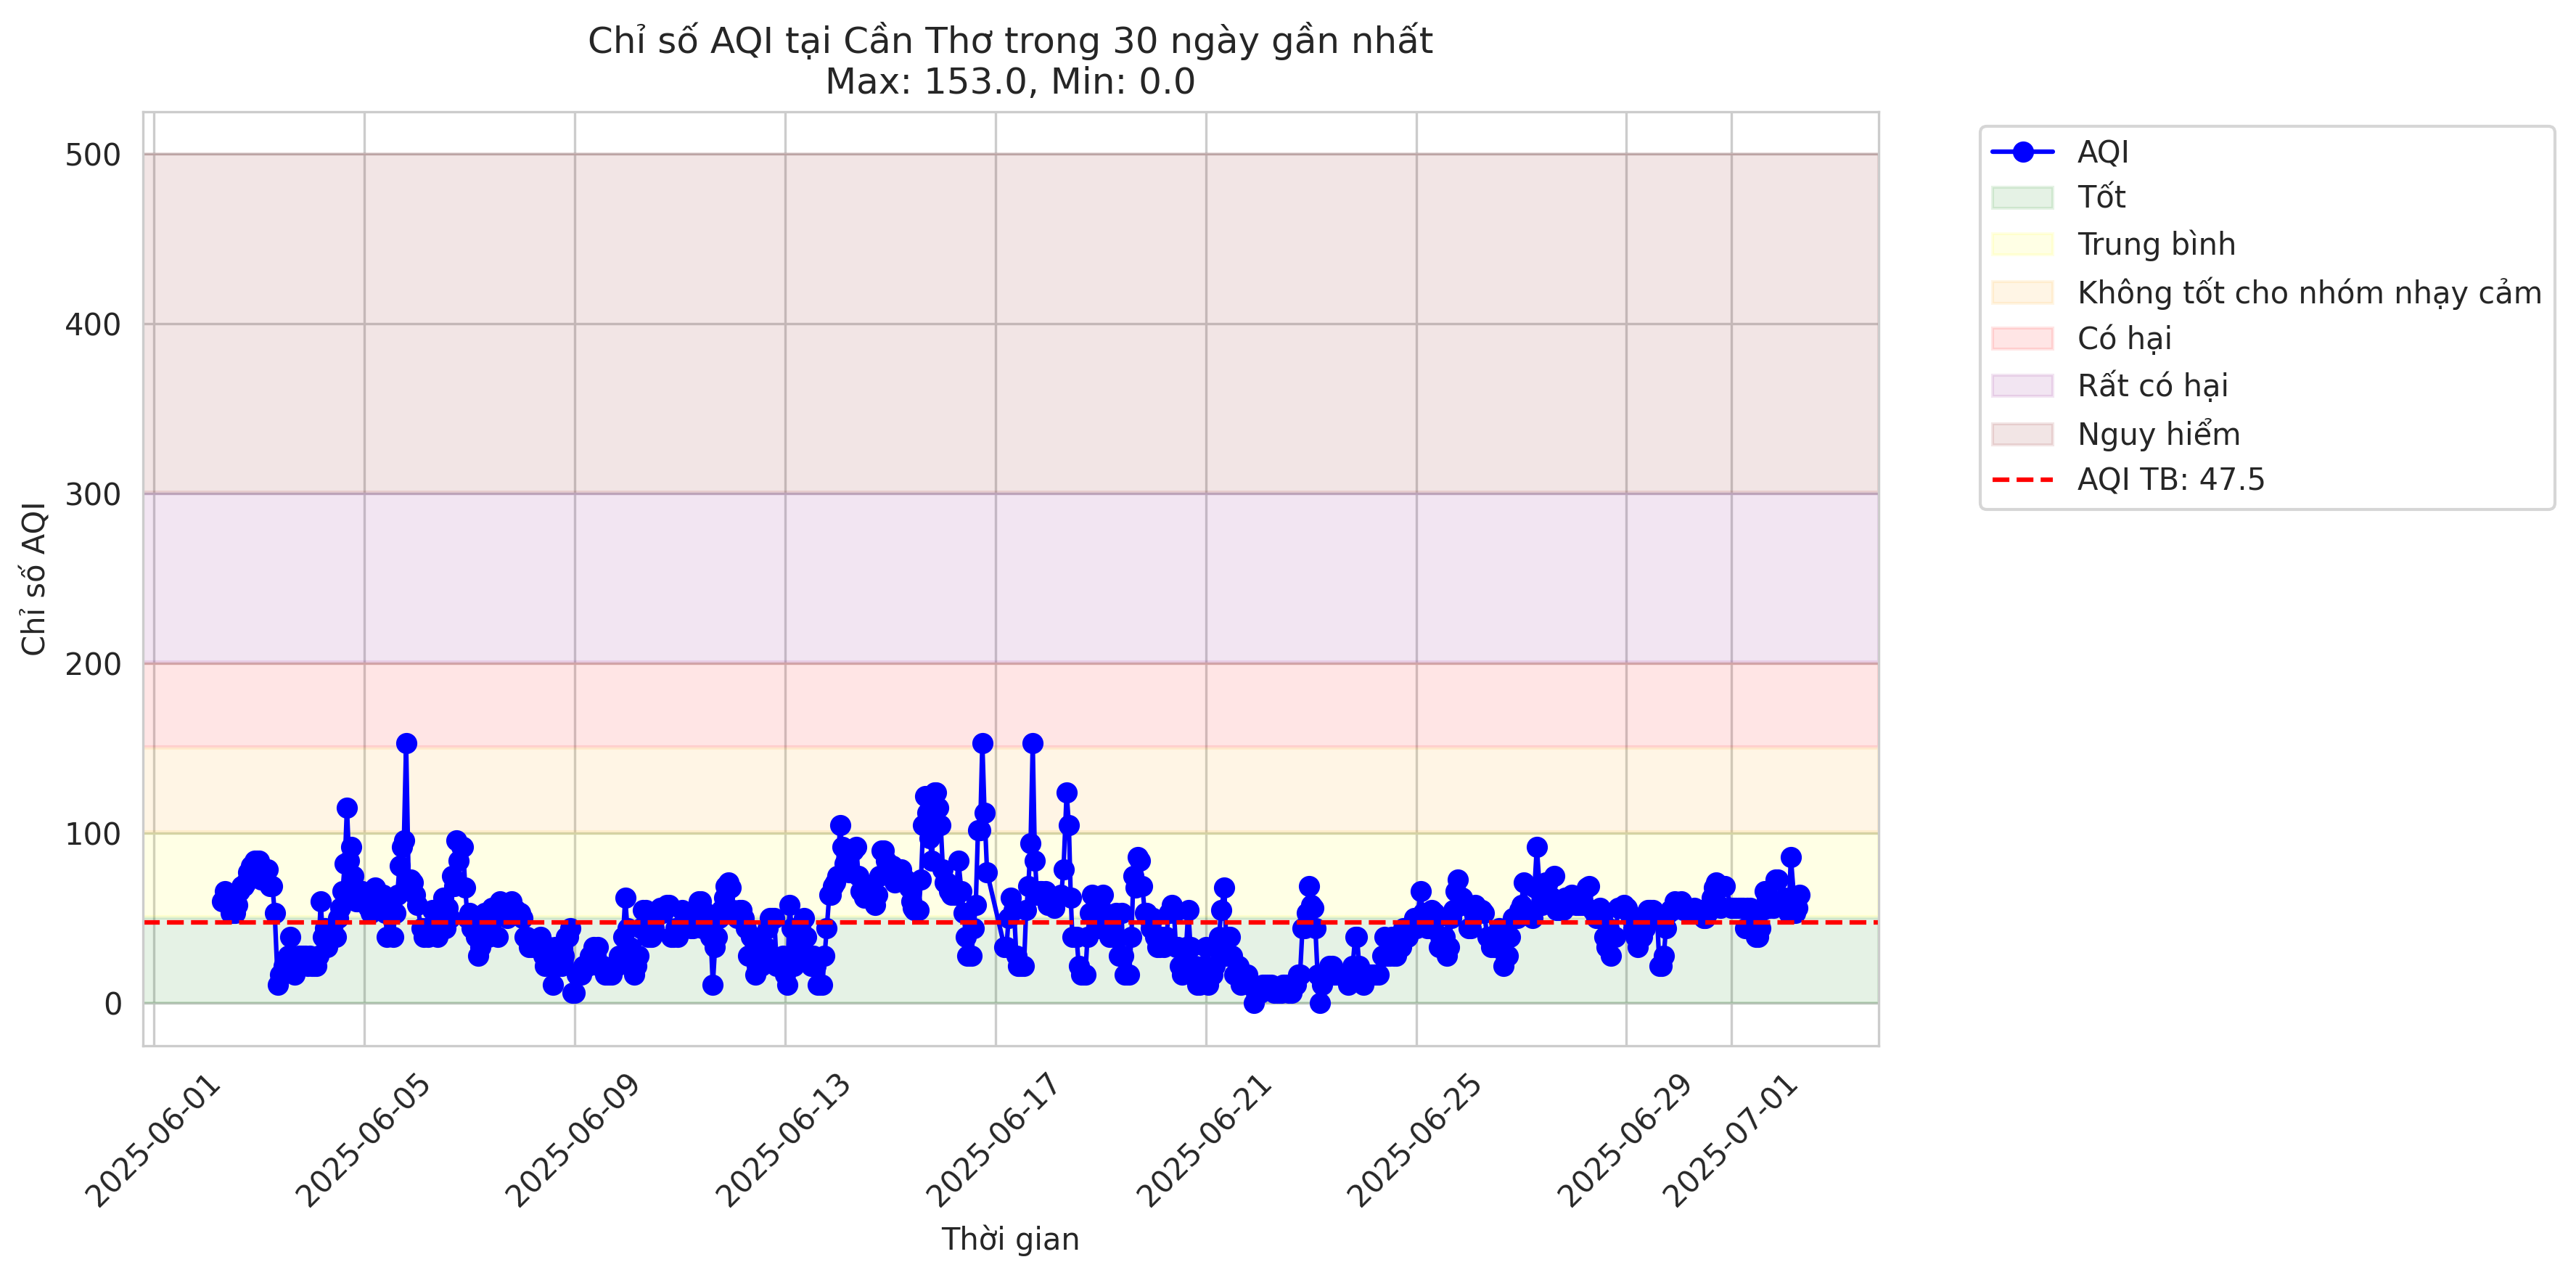 Chỉ số AQI tại Cần Thơ trong 30 ngày gần nhất
Max: 153.0, Min: 0.0
Chỉ số AQI
500
400
300
200
100
0
2025-06-01
2025-06-05
2025-06-09
2025-06-13
2025-06-17
2025-06-21
2025-06-25
2025-06-29
2025-07-01
Thời gian
AQI
Tốt
Trung bình
Không tốt cho nhóm nhạy cảm
Có hại
Rất có hại
Nguy hiểm
AQI TB: 47.5